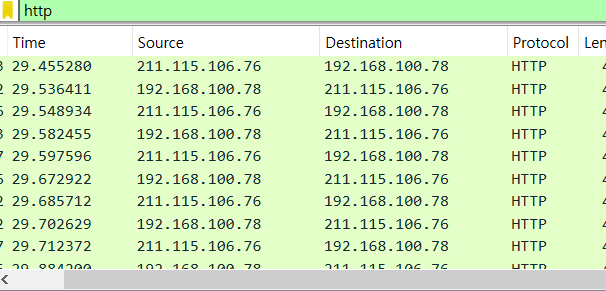 http
Time Source Destination Protocol Len
3 29.455280 211.115.106.76 192.168.100.78 HTTP 4
2 29.536411 192.168.100.78 211.115.106.76 HTTP 4
29.548934 211.115.106.76 192.168.100.78 HTTP 4
3 29.582455 192.168.100.78 211.115.106.76 HTTP 4
7 29.597596 211.115.106.76 192.168.100.78 HTTP 4
29.672922 192.168.100.78 211.115.106.76 HTTP 4
2 29.685712 211.115.106.76 192.168.100.78 HTTP 4
2 29.702629 192.168.100.78 211.115.106.76 HTTP 4
7 29.712372 211.115.106.76 192.168.100.78 HTTP 4
29.884200 192.168.100.78 211.115.106.76 HTTP